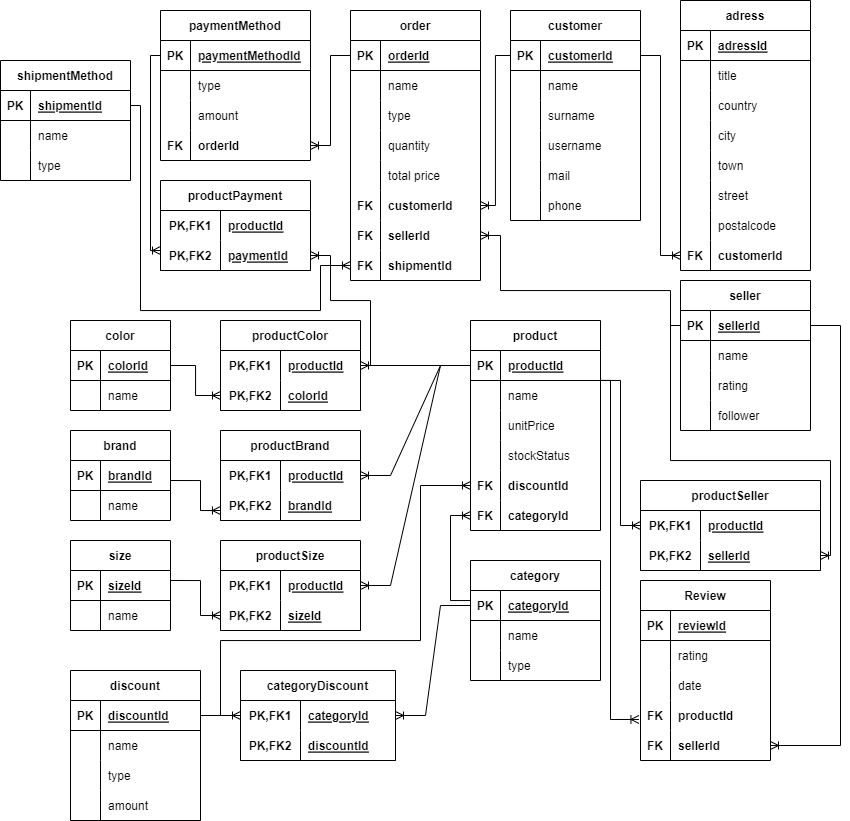 shipmentMethod
PK shipmentId
name
type
paymentMethod
PK paymentMethodId
type
amount
FK orderId
productPayment
PK,FK1 productId
PK,FK2 paymentId
order
PK orderId
name
type
quantity
total price
FK customerId
FK sellerId
FK shipmentId
customer
PK customerId
name
surname
username
mail
phone
adress
PK adressId
title
country
city
town
street
postalcode
FK customerId
seller
PK sellerId
name
rating
follower
color
PK colorId
name
productColor
PK,FK1 productId
PK,FK2 colorId
product
PK productId
name
unitPrice
stockStatus
FK discountId
FK categoryId
brand
PK brandId
name
productBrand
PK,FK1 productId
PK,FK2 brandId
productSeller
PK,FK1 productId
PK,FK2 sellerId
size
PK sizeId
name
productSize
PK,FK1 productId
PK,FK2 sizeId
category
PK categoryId
name
type
Review
PK reviewId
rating
date
FK productId
FK sellerId
discount
PK discountId
name
type
amount
categoryDiscount
PK,FK1 categoryId
PK,FK2 discountId